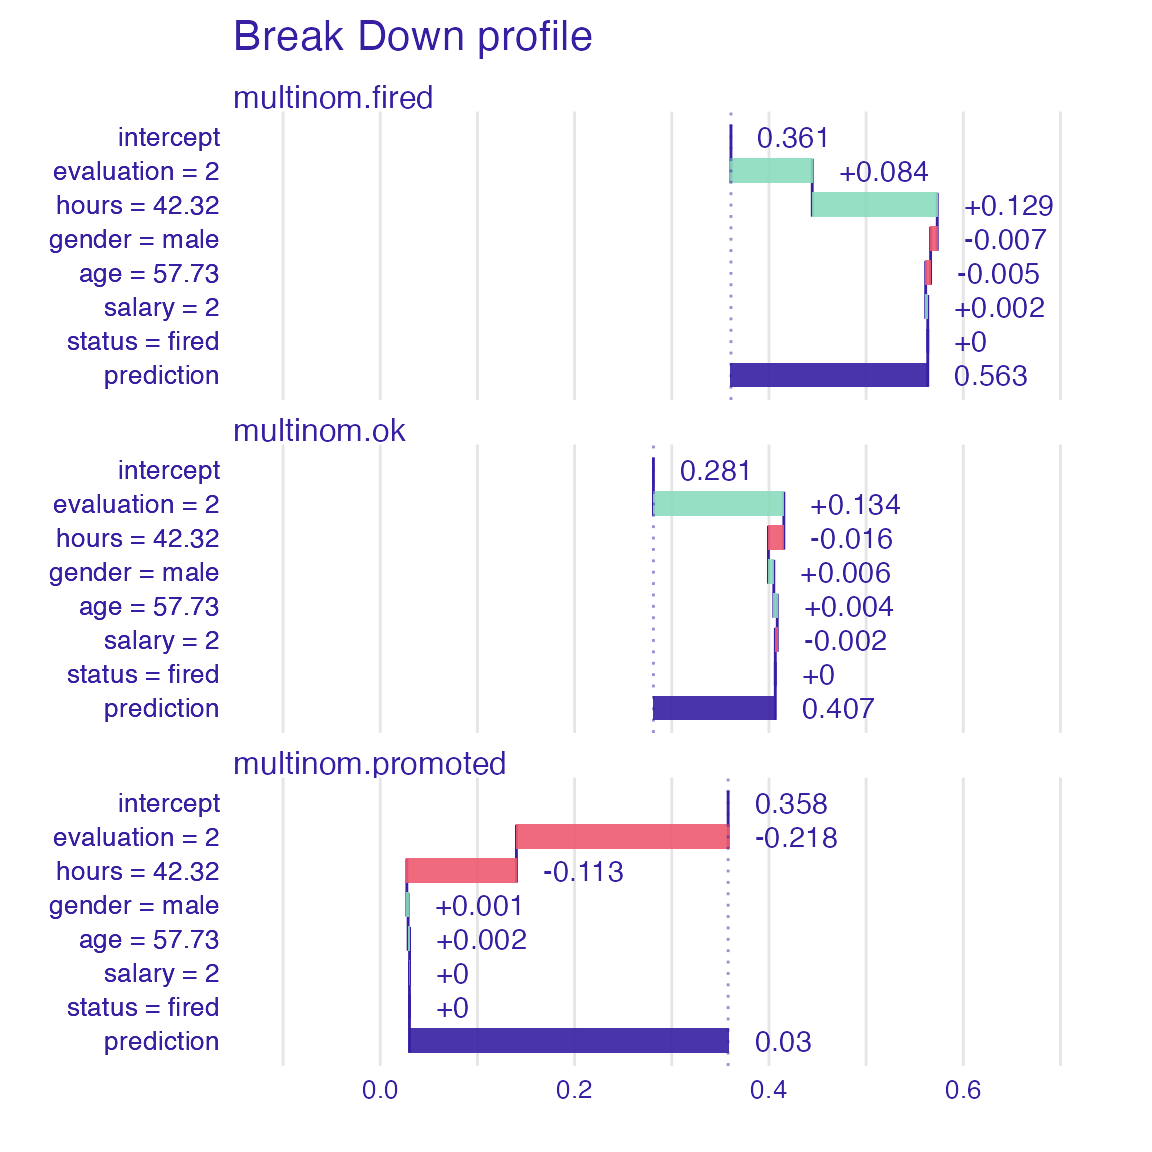 Break Down profile
multinom.fired
intercept 0.361
evaluation = 2 +0.084
hours = 42.32 +0.129
gender = male -0.007
age = 57.73 -0.005
salary = 2 +0.002
status = fired +0
prediction 0.563
multinom.ok
intercept 0.281
evaluation = 2 +0.134
hours = 42.32 -0.016
gender = male +0.006
age = 57.73 +0.004
salary = 2 -0.002
status = fired +0
prediction 0.407
multinom.promoted
intercept 0.358
evaluation = 2 -0.218
hours = 42.32 -0.113
gender = male +0.001
age = 57.73 +0.002
salary = 2 +0
status = fired +0
prediction 0.03
0.0 0.2 0.4 0.6